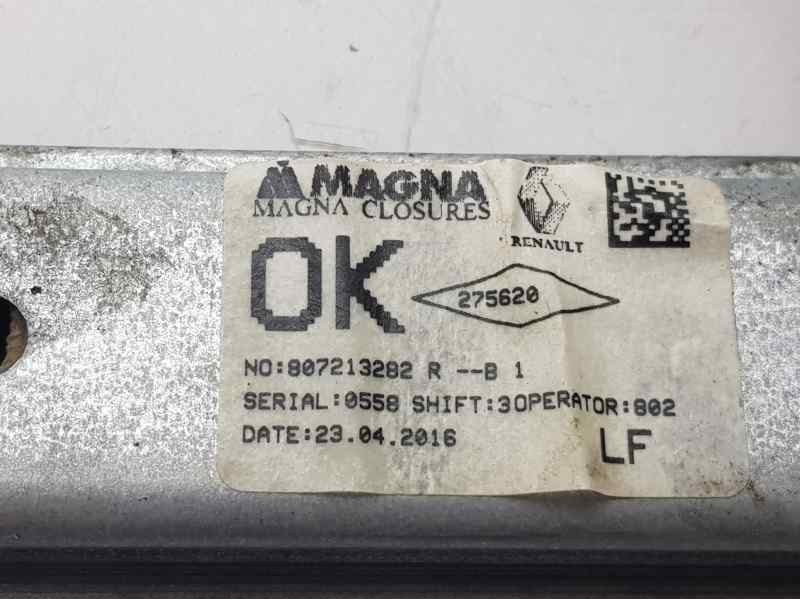 MAGNA
MAGNA CLOSURES
RENAULT
OK
275620
NO:807213282 R --B 1
SERIAL:0558 SHIFT:3OPERATOR:802
DATE:23.04.2016
LF